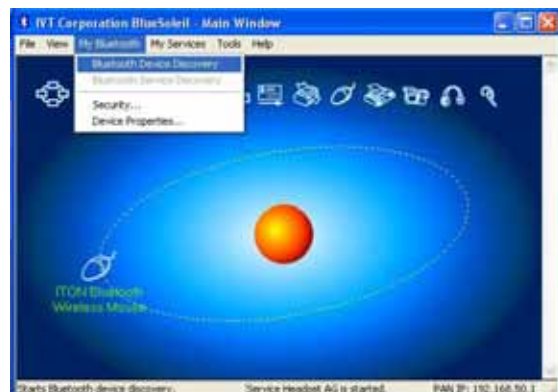 IVT Corporation BlueSoleil - Main Window
File View My Bluetooth My Services Tools Help
Bluetooth Device Discovery
Bluetooth Service Discovery
Security...
Device Properties...
ITON Bluetooth
Wireless Mouse
Starts Bluetooth device discovery. Service Headset AG is started. PAN IP: 192.168.50.1